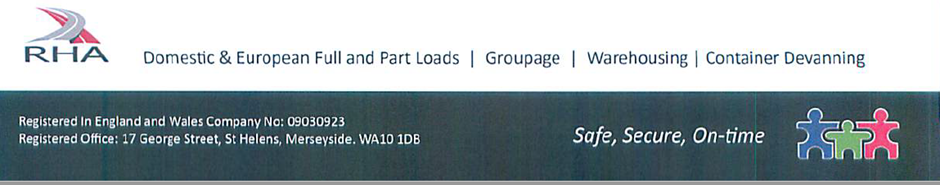 RHA
Domestic & European Full and Part Loads | Groupage | Warehousing | Container Devanning
Registered In England and Wales Company No: 09030923
Registered Office: 17 George Street, St Helens, Merseyside. WA10 1DB
Safe, Secure, On-time